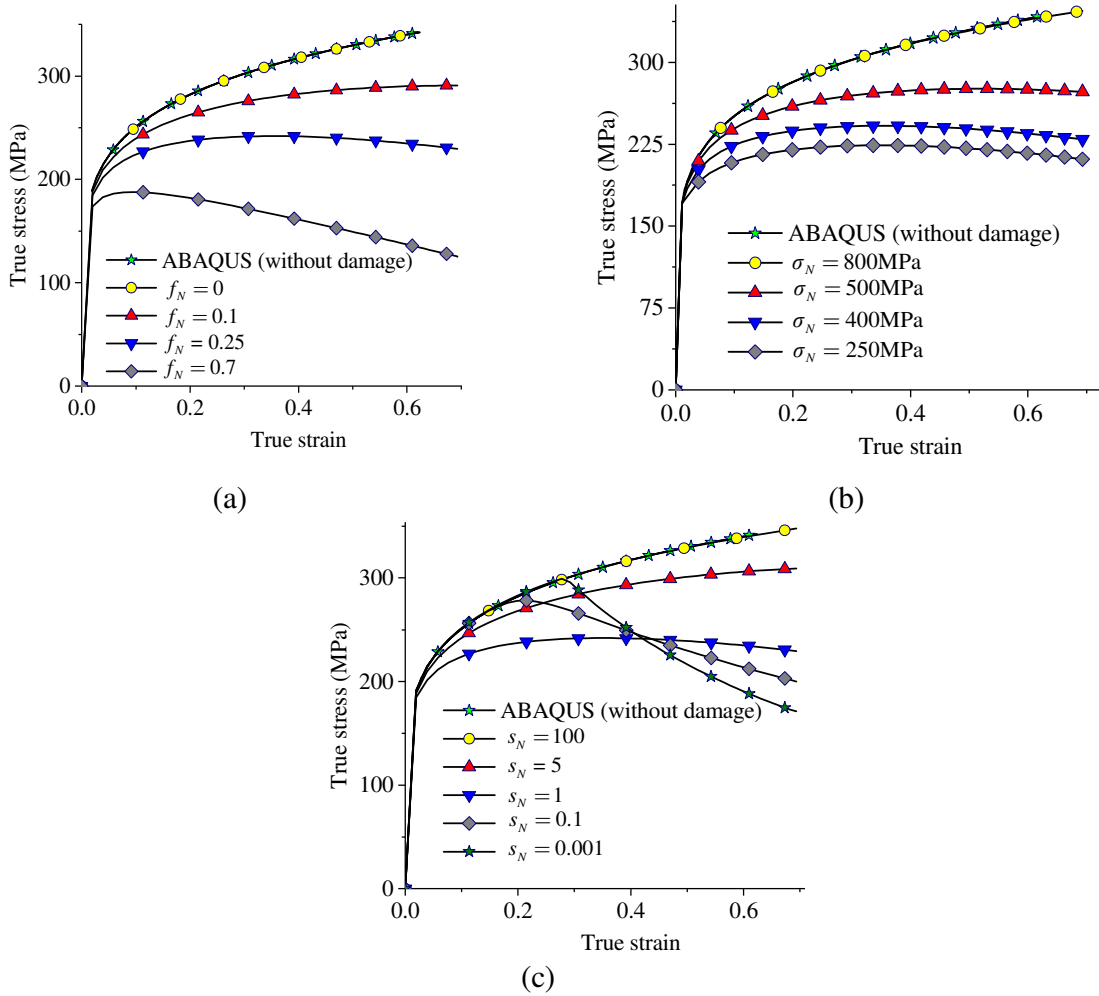 True stress (MPa)
300
200
100
0
ABAQUS (without damage)
f_N = 0
f_N = 0.1
f_N = 0.25
f_N = 0.7
0.0 0.2 0.4 0.6
True strain
(a)
True stress (MPa)
300
225
150
75
0
ABAQUS (without damage)
σ_N = 800MPa
σ_N = 500MPa
σ_N = 400MPa
σ_N = 250MPa
0.0 0.2 0.4 0.6
True strain
(b)
True stress (MPa)
300
200
100
0
ABAQUS (without damage)
s_N = 100
s_N = 5
s_N = 1
s_N = 0.1
s_N = 0.001
0.0 0.2 0.4 0.6
True strain
(c)